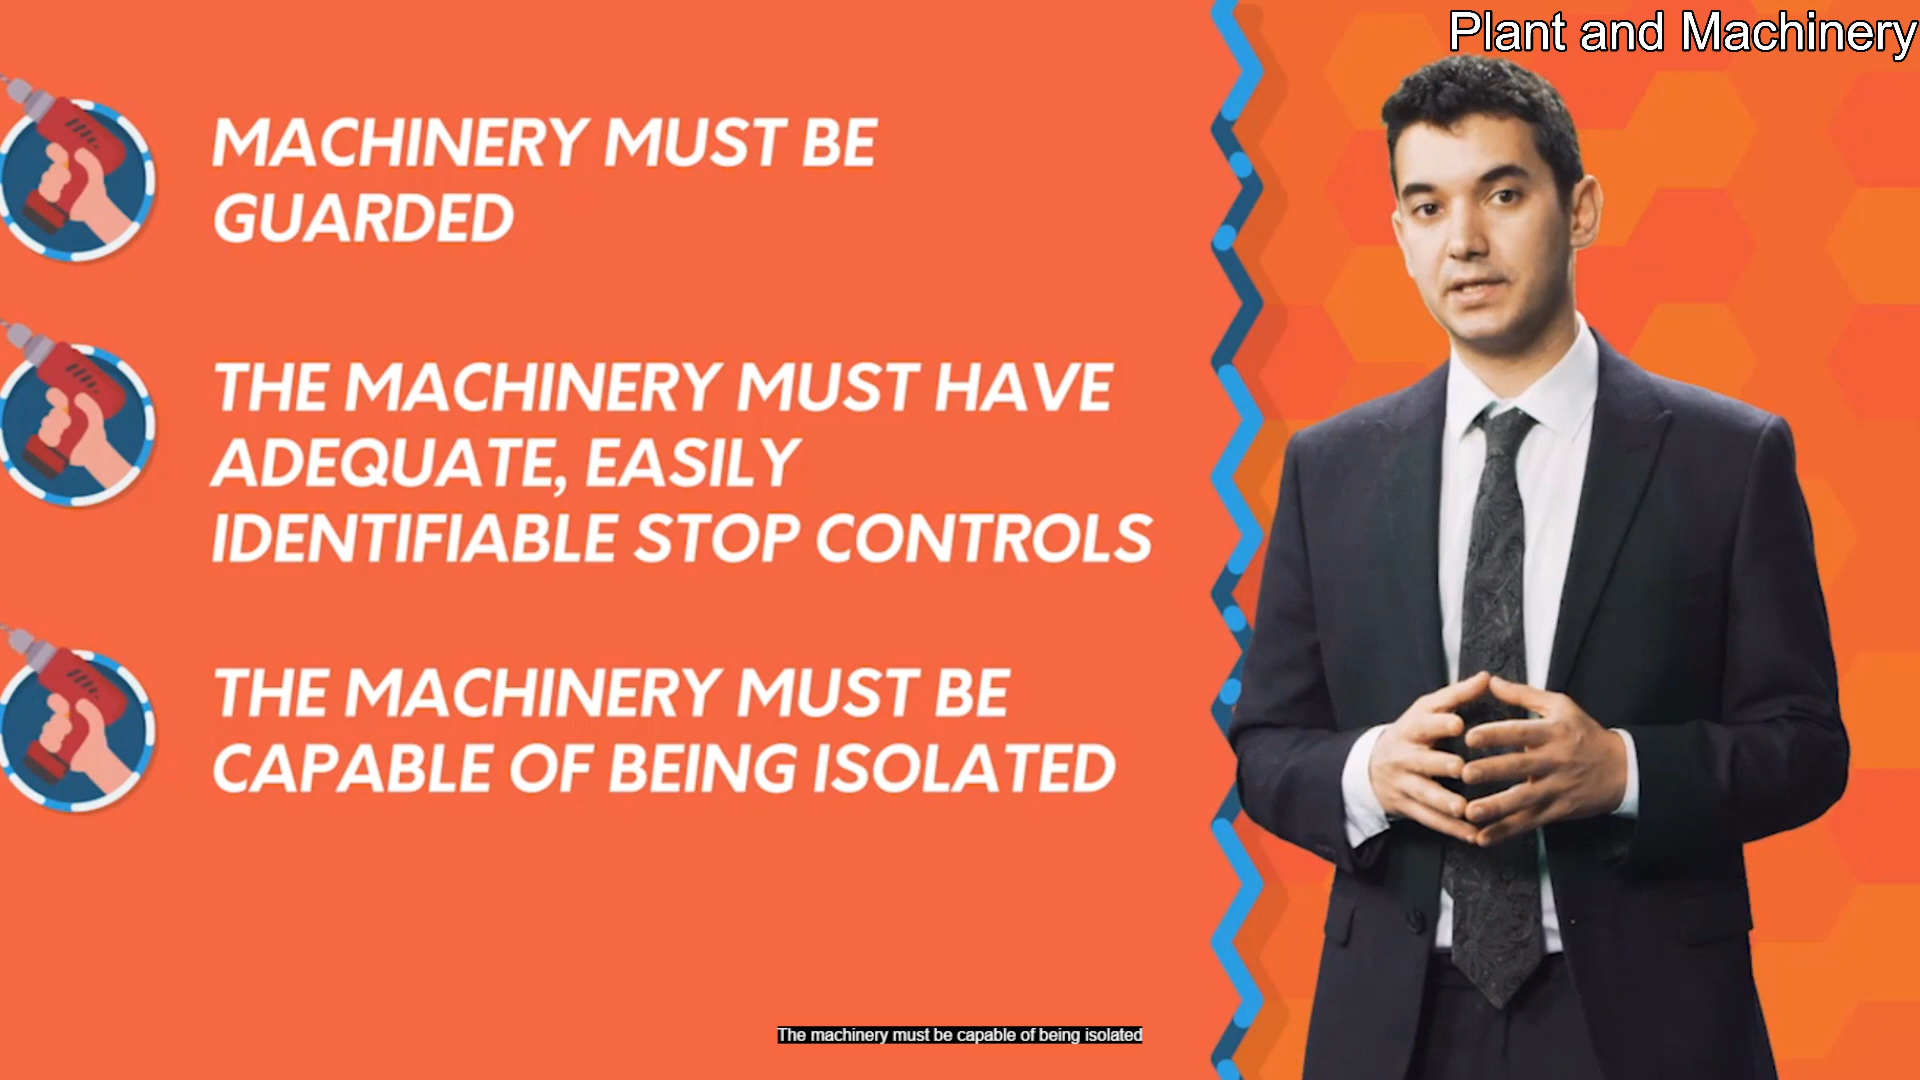 Plant and Machinery
MACHINERY MUST BE
GUARDED
THE MACHINERY MUST HAVE
ADEQUATE, EASILY
IDENTIFIABLE STOP CONTROLS
THE MACHINERY MUST BE
CAPABLE OF BEING ISOLATED
The machinery must be capable of being isolated